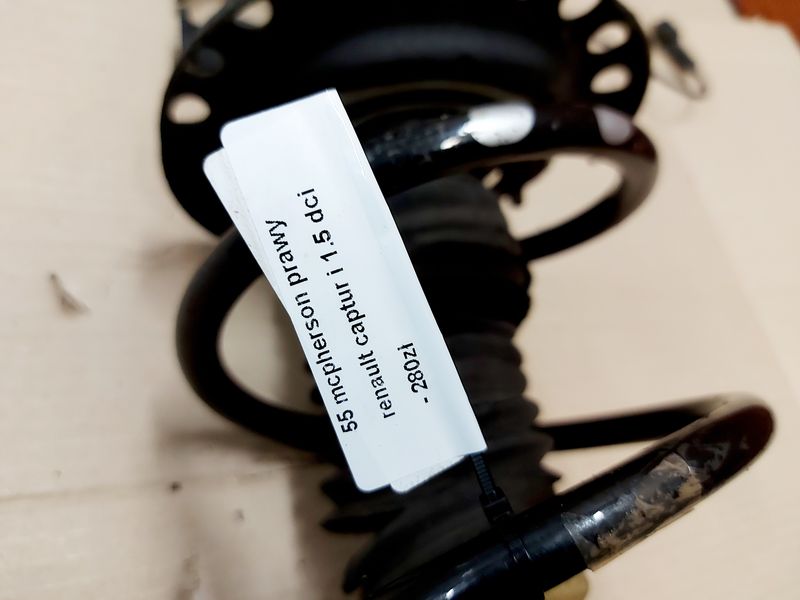 55 mcpherson prawy
renault captur i 1.5 dci
- 280zł